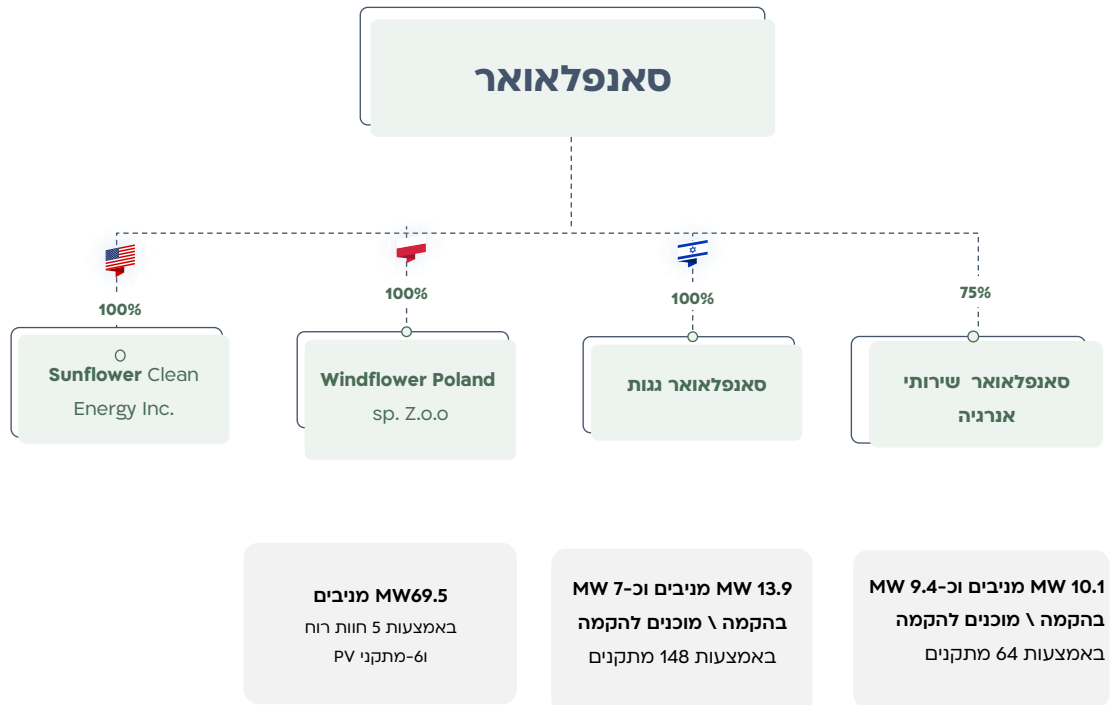 סאנפלאואר
100%
100%
100%
75%
Sunflower Clean
Energy Inc.
Windflower Poland
sp. Z.o.o
סאנפלאואר גגות
סאנפלאואר שירותי
אנרגיה
MW69.5 מניבים
באמצעות 5 חוות רוח
ו6-מתקני PV
13.9 MW מניבים וכ-7 MW
בהקמה \ מוכנים להקמה
באמצעות 148 מתקנים
10.1 MW מניבים וכ-9.4 MW
בהקמה \ מוכנים להקמה
באמצעות 64 מתקנים